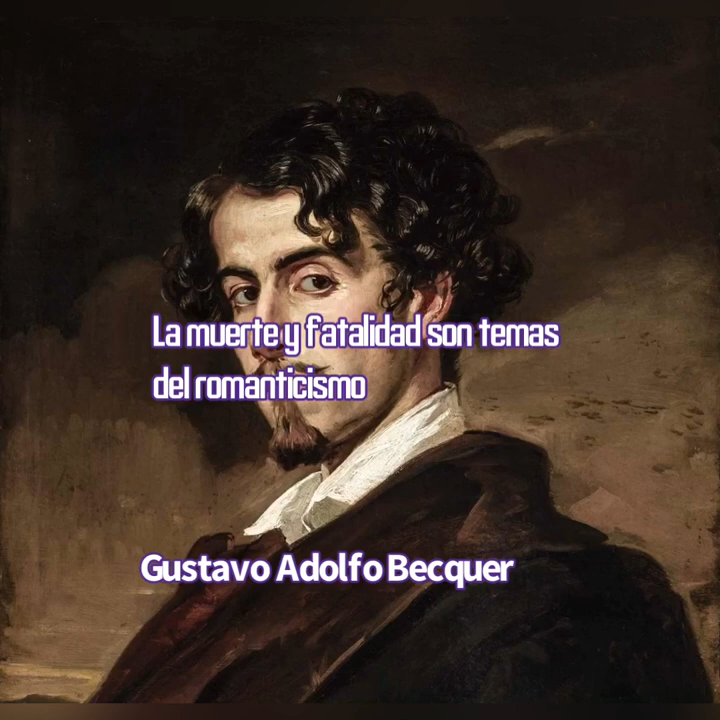 La muerte y fatalidad son temas
del romanticismo
Gustavo Adolfo Becquer